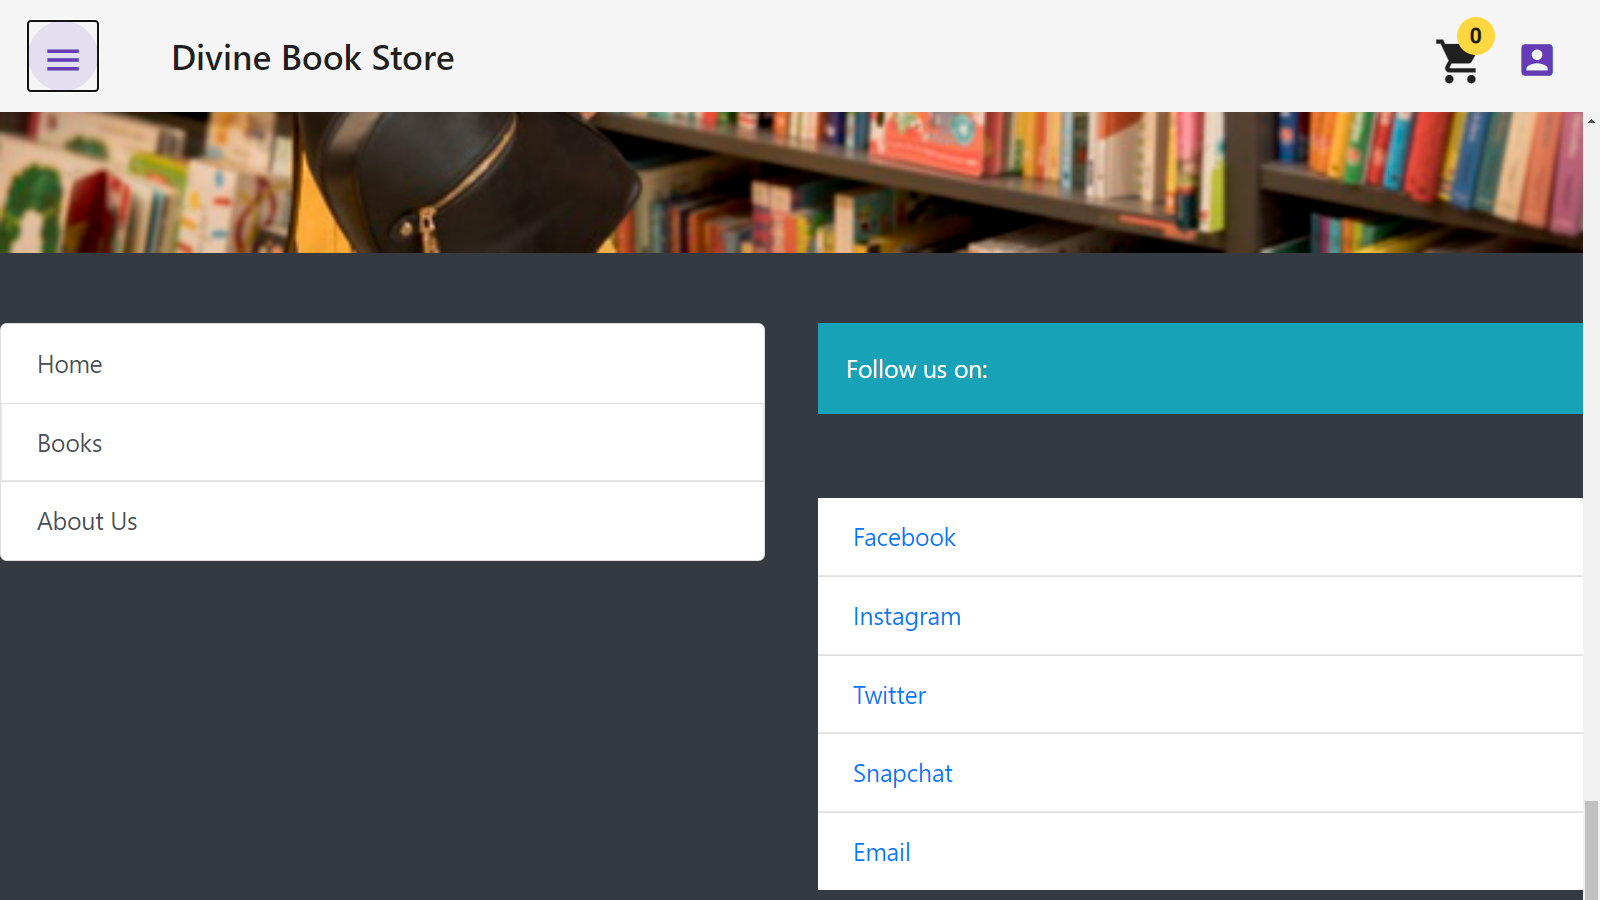 Divine Book Store
0
Home
Books
About Us
Follow us on:
Facebook
Instagram
Twitter
Snapchat
Email